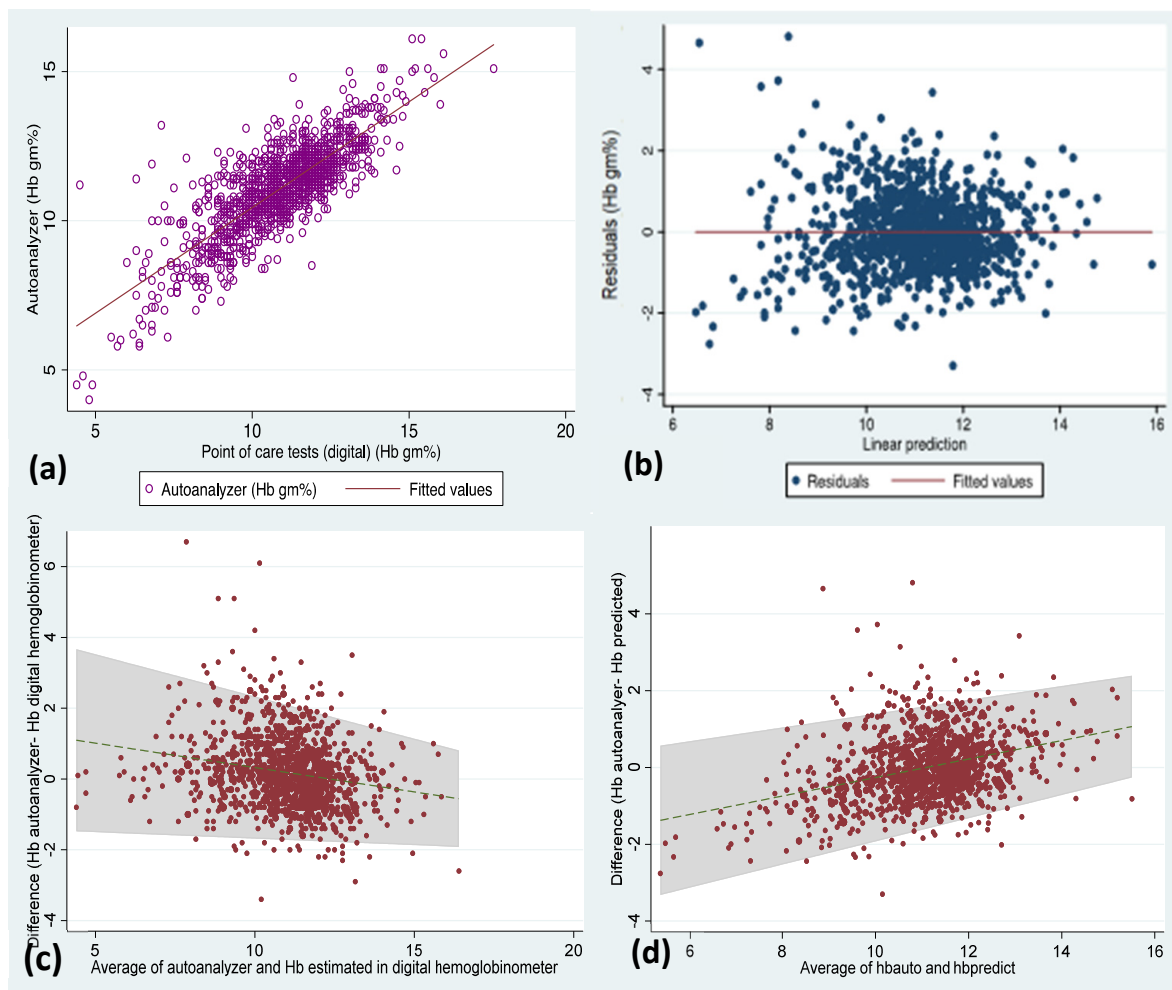 Autoanalyzer (Hb gm%)
15
10
5
5 10 15 20
Point of care tests (digital) (Hb gm%)
(a)
Autoanalyzer (Hb gm%) Fitted values
Residuals (Hb gm%)
4
2
0
-2
-4
6 8 10 12 14 16
Linear prediction
(b)
Residuals Fitted values
Difference (Hb autoanalyzer- Hb digital hemoglobinometer)
6
4
2
0
-2
-4
5 10 15 20
(c)
Average of autoanalyzer and Hb estimated in digital hemoglobinometer
Difference (Hb autoanalyer- Hb predicted)
4
2
0
-2
-4
6 8 10 12 14 16
(d)
Average of hbauto and hbpredict